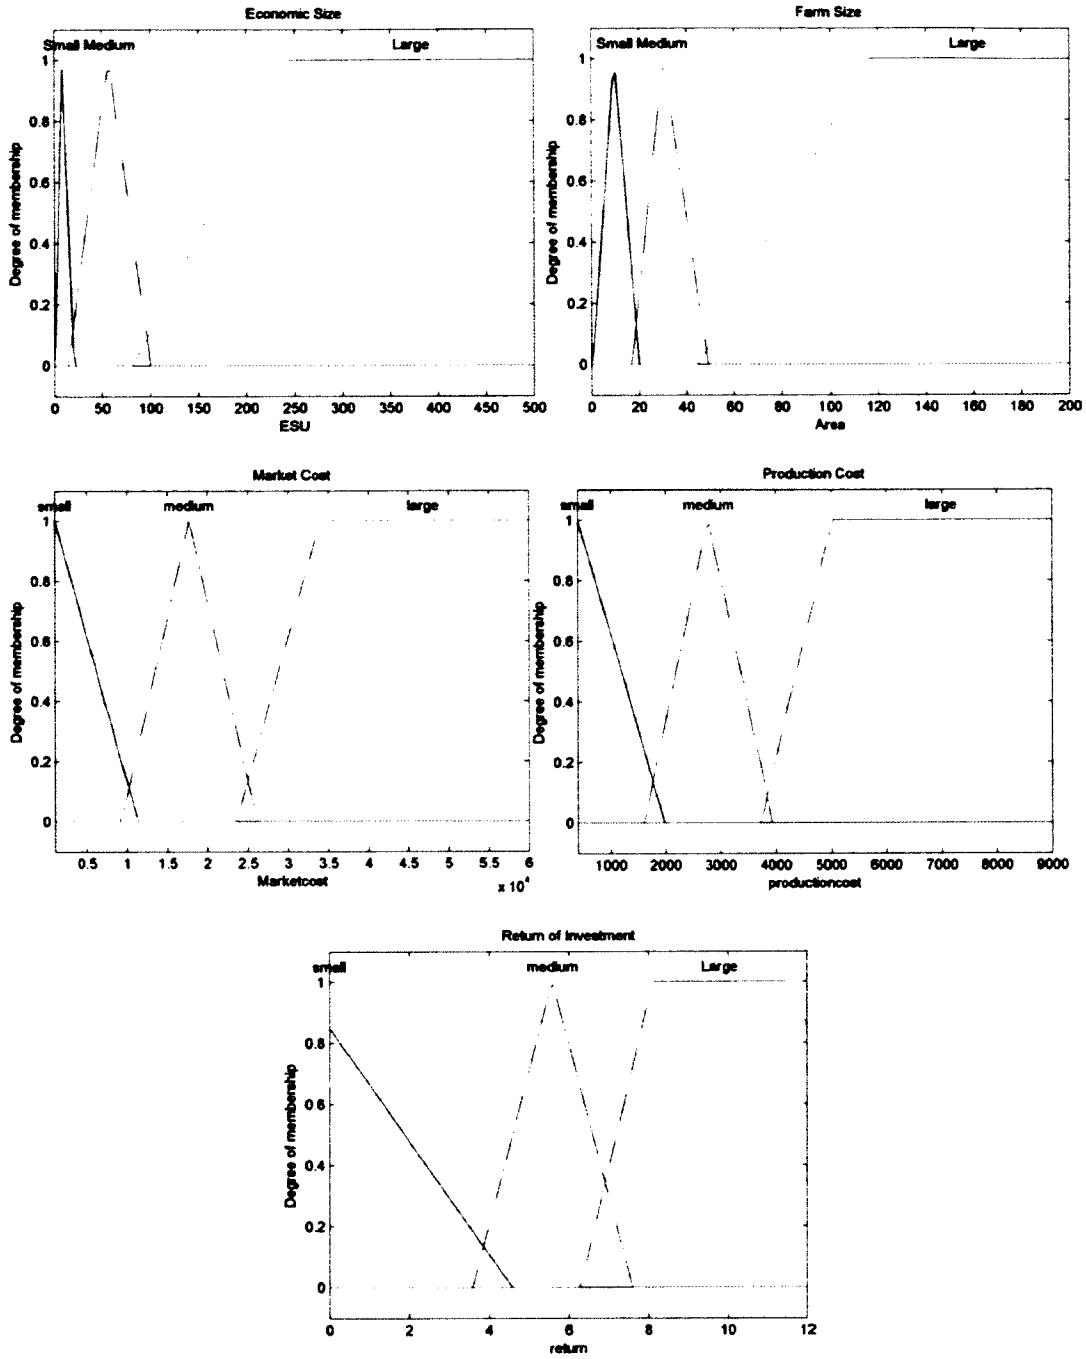 Economic Size
Small Medium Large
1
0.8
0.6
0.4
0.2
0
Degree of membership
0 50 100 150 200 250 300 350 400 450 500
ESU
Farm Size
Small Medium Large
1
0.8
0.6
0.4
0.2
0
Degree of membership
0 20 40 60 80 100 120 140 160 180 200
Area
Market Cost
small medium large
1
0.8
0.6
0.4
0.2
0
Degree of membership
0.5 1 1.5 2 2.5 3 3.5 4 4.5 5 5.5 6
Marketcost
x 10⁴
Production Cost
small medium large
1
0.8
0.6
0.4
0.2
0
Degree of membership
1000 2000 3000 4000 5000 6000 7000 8000 9000
productioncost
Return of Investment
small medium Large
1
0.8
0.6
0.4
0.2
0
Degree of membership
0 2 4 6 8 10 12
return